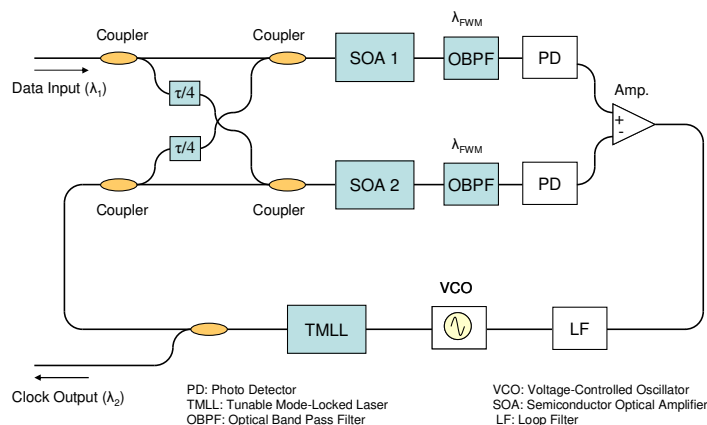 λFWM
Coupler
Coupler
SOA 1
OBPF
PD
Data Input (λ1)
τ/4
Amp.
+
-
τ/4
λFWM
SOA 2
OBPF
PD
Coupler
Coupler
VCO
TMLL
LF
Clock Output (λ2)
PD: Photo Detector
TMLL: Tunable Mode-Locked Laser
OBPF: Optical Band Pass Filter
VCO: Voltage-Controlled Oscillator
SOA: Semiconductor Optical Amplifier
LF: Loop Filter